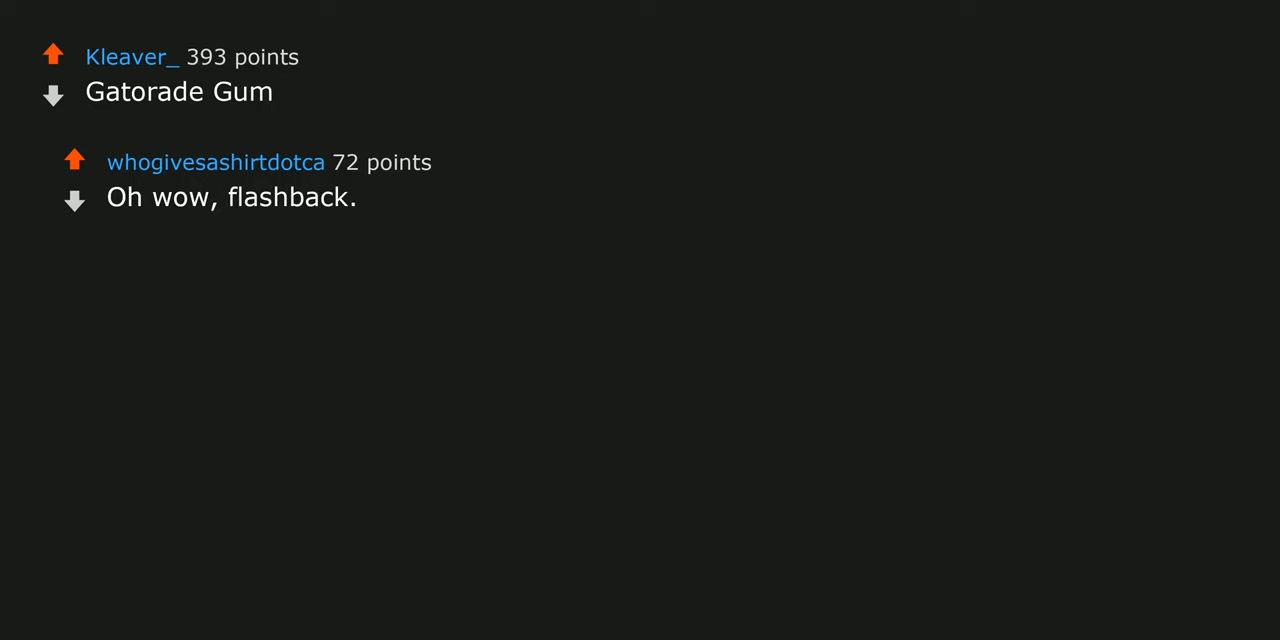 Kleaver_ 393 points
Gatorade Gum
whogivesashirtdotca 72 points
Oh wow, flashback.